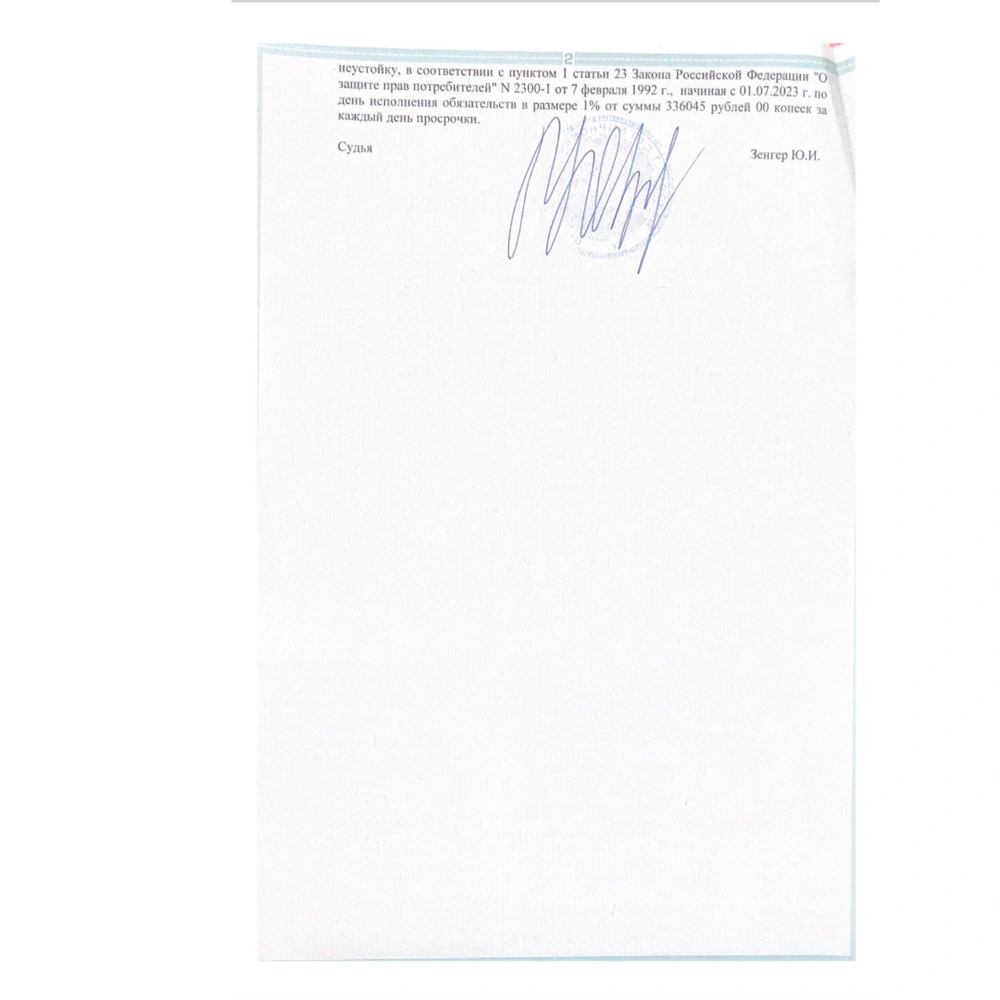 2
неустойку, в соответствии с пунктом 1 статьи 23 Закона Российской Федерации "О
защите прав потребителей" N 2300-1 от 7 февраля 1992 г., начиная с 01.07.2023 г. по
день исполнения обязательств в размере 1% от суммы 336045 рублей 00 копеек за
каждый день просрочки.
Судья Зенгер Ю.И.